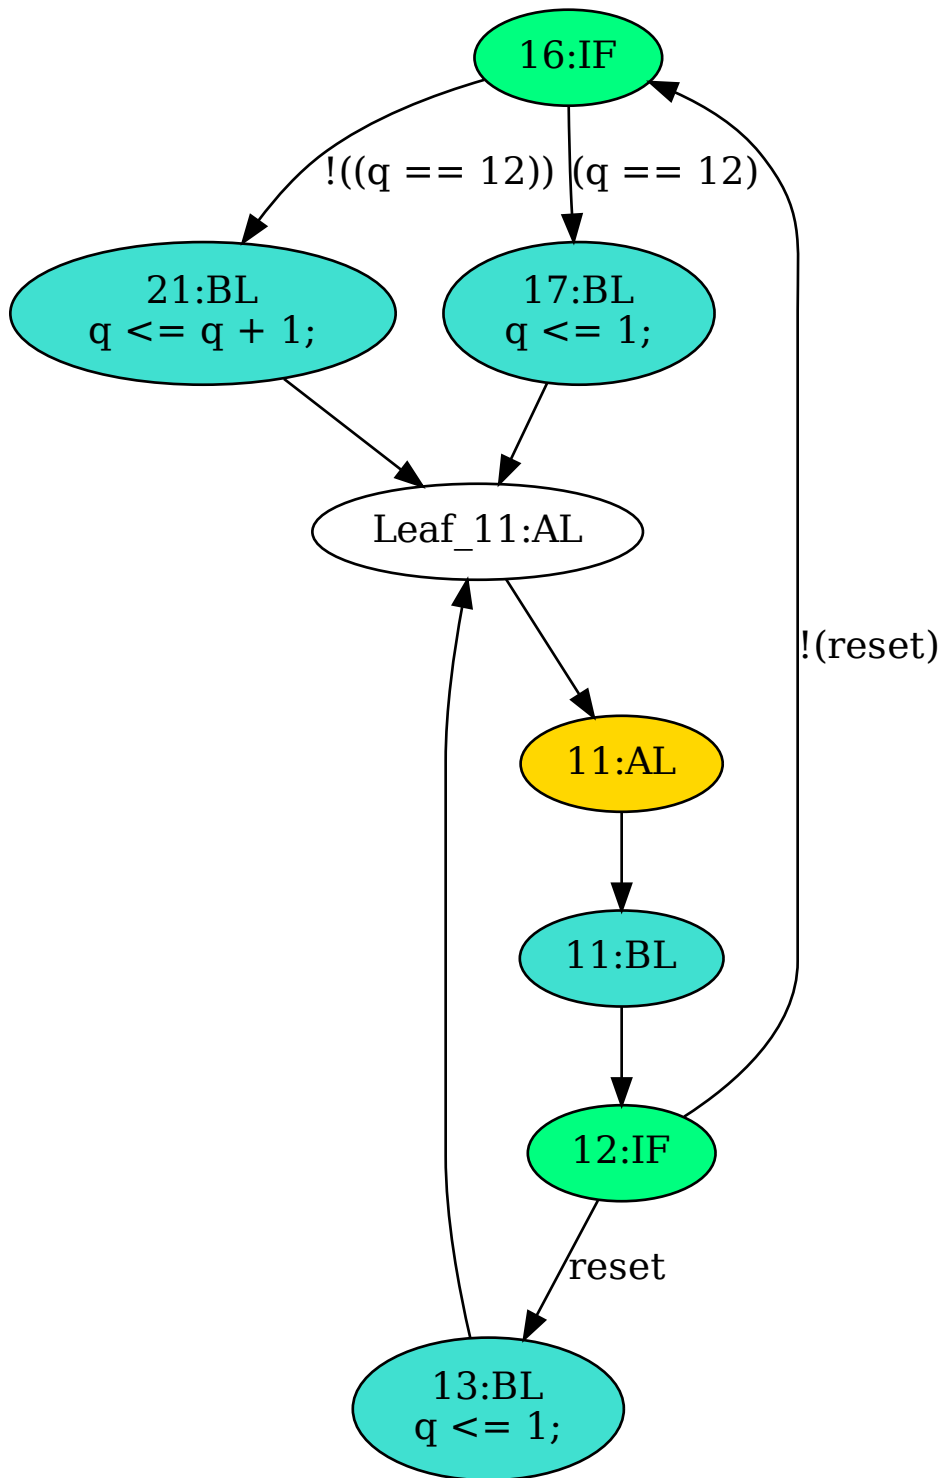 16:IF
!((q == 12))
(q == 12)
21:BL
q <= q + 1;
17:BL
q <= 1;
Leaf_11:AL
!(reset)
11:AL
11:BL
12:IF
reset
13:BL
q <= 1;